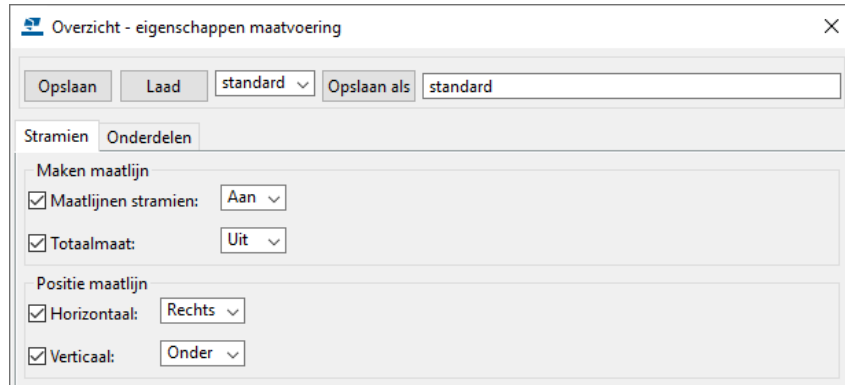 Overzicht - eigenschappen maatvoering
Opslaan Laad standard Opslaan als standard
Stramien Onderdelen
Maken maatlijn
Maatlijnen stramien: Aan
Totaalmaat: Uit
Positie maatlijn
Horizontaal: Rechts
Verticaal: Onder